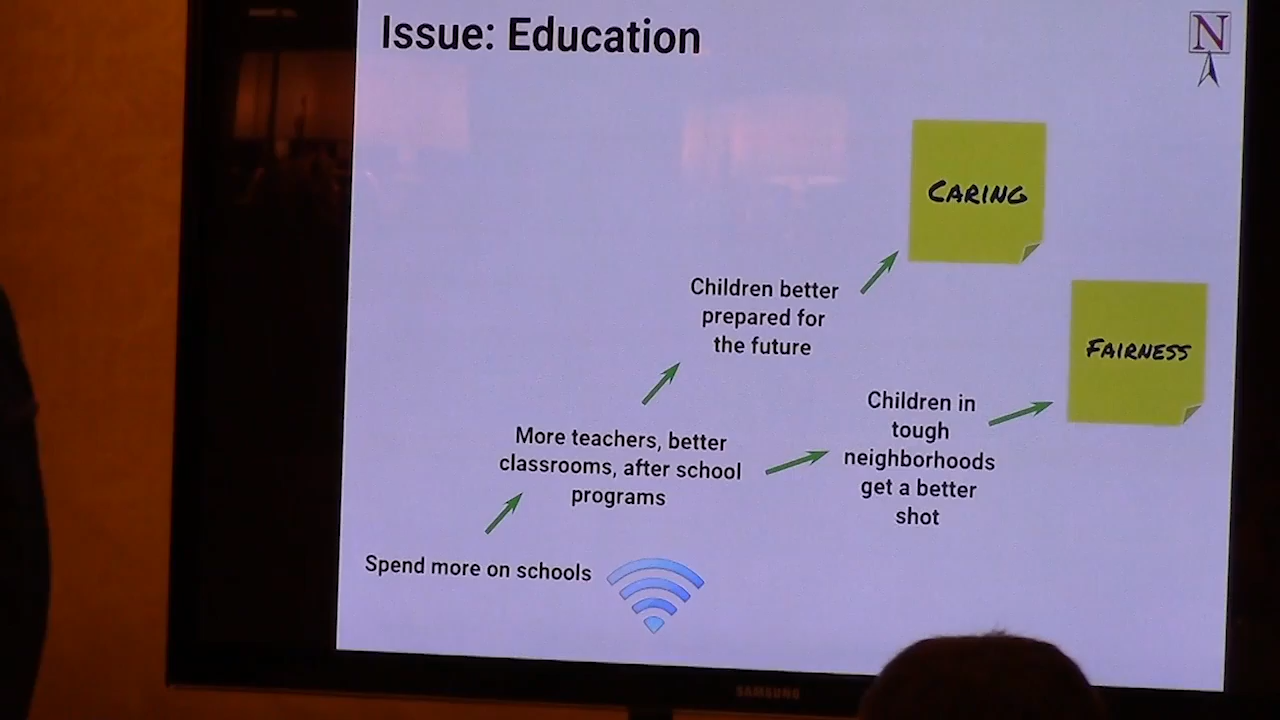 Issue: Education
N
CARING
Children better
prepared for
the future
FAIRNESS
Children in
tough
neighborhoods
get a better
shot
More teachers, better
classrooms, after school
programs
Spend more on schools
SAMSUNG